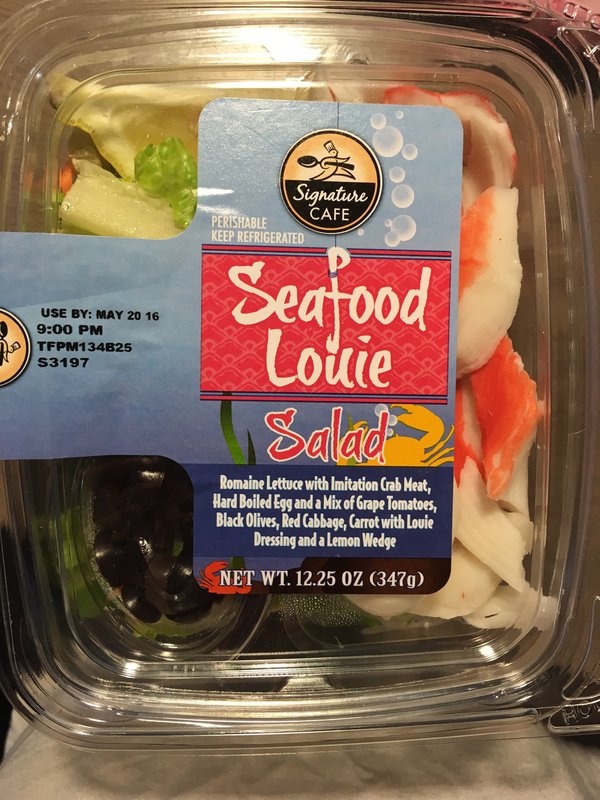 Signature
CAFE
®
PERISHABLE
KEEP REFRIGERATED
Seafood
Louie
Salad
USE BY: MAY 20 16
9:00 PM
TFPM134B25
S3197
Romaine Lettuce with Imitation Crab Meat,
Hard Boiled Egg and a Mix of Grape Tomatoes,
Black Olives, Red Cabbage, Carrot with Louie
Dressing and a Lemon Wedge
NET WT. 12.25 OZ (347g)